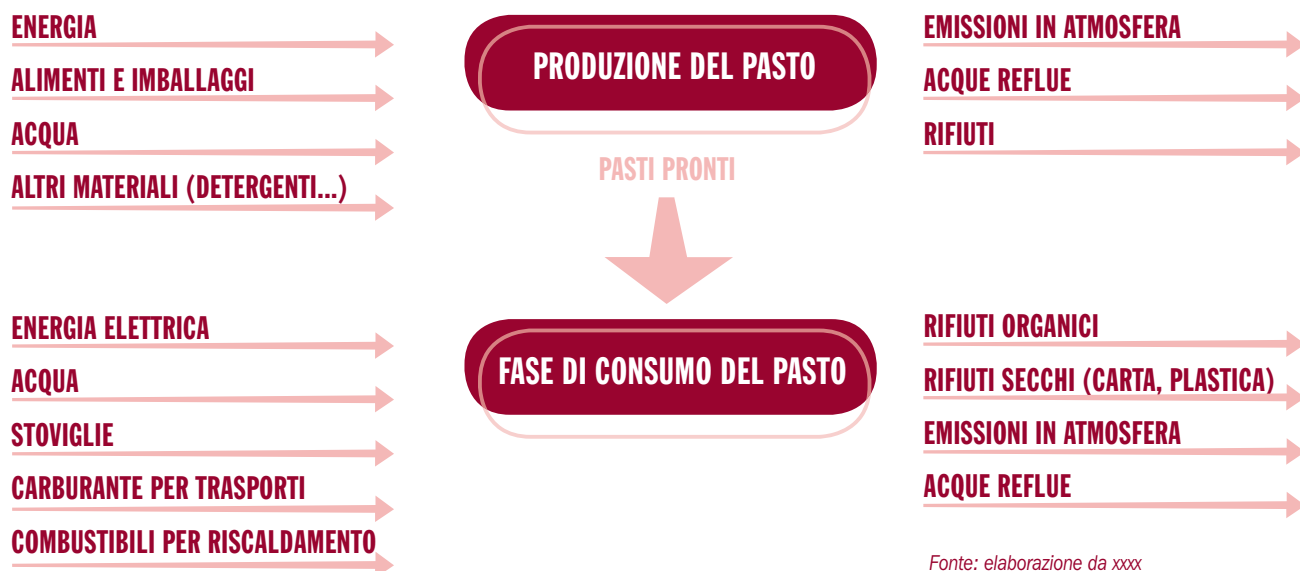 ENERGIA
ALIMENTI E IMBALLAGGI
ACQUA
ALTRI MATERIALI (DETERGENTI...)
PRODUZIONE DEL PASTO
PASTI PRONTI
EMISSIONI IN ATMOSFERA
ACQUE REFLUE
RIFIUTI
ENERGIA ELETTRICA
ACQUA
STOVIGLIE
CARBURANTE PER TRASPORTI
COMBUSTIBILI PER RISCALDAMENTO
FASE DI CONSUMO DEL PASTO
RIFIUTI ORGANICI
RIFIUTI SECCHI (CARTA, PLASTICA)
EMISSIONI IN ATMOSFERA
ACQUE REFLUE
Fonte: elaborazione da xxxx